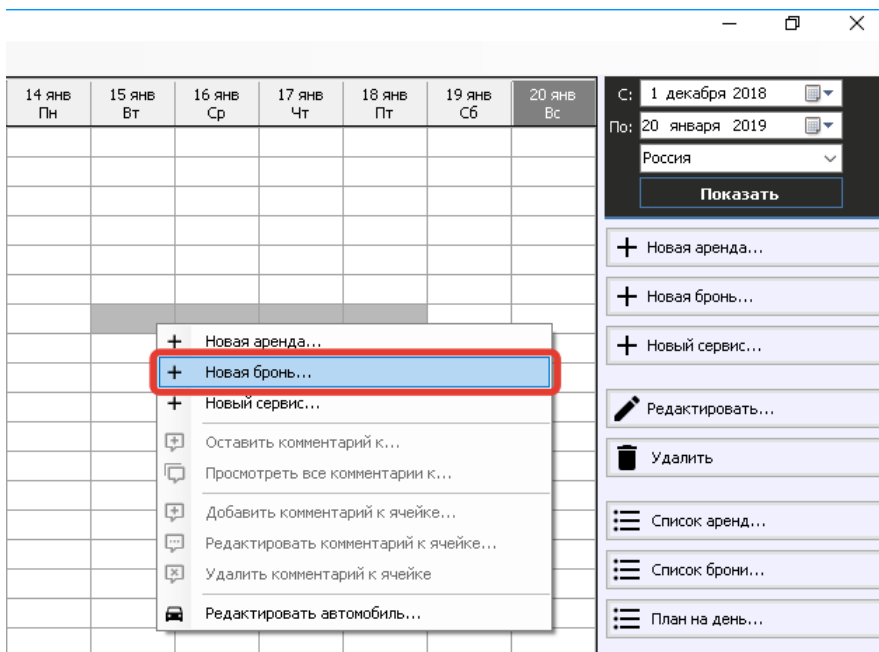 14 янв 15 янв 16 янв 17 янв 18 янв 19 янв 20 янв
Пн Вт Ср Чт Пт Сб Вс
С: 1 декабря 2018
По: 20 января 2019
Россия
Показать
Новая аренда...
Новая бронь...
Новый сервис...
Редактировать...
Удалить
Список аренд...
Список брони...
План на день...
Новая аренда...
Новая бронь...
Новый сервис...
Оставить комментарий к...
Просмотреть все комментарии к...
Добавить комментарий к ячейке...
Редактировать комментарий к ячейке...
Удалить комментарий к ячейке
Редактировать автомобиль...